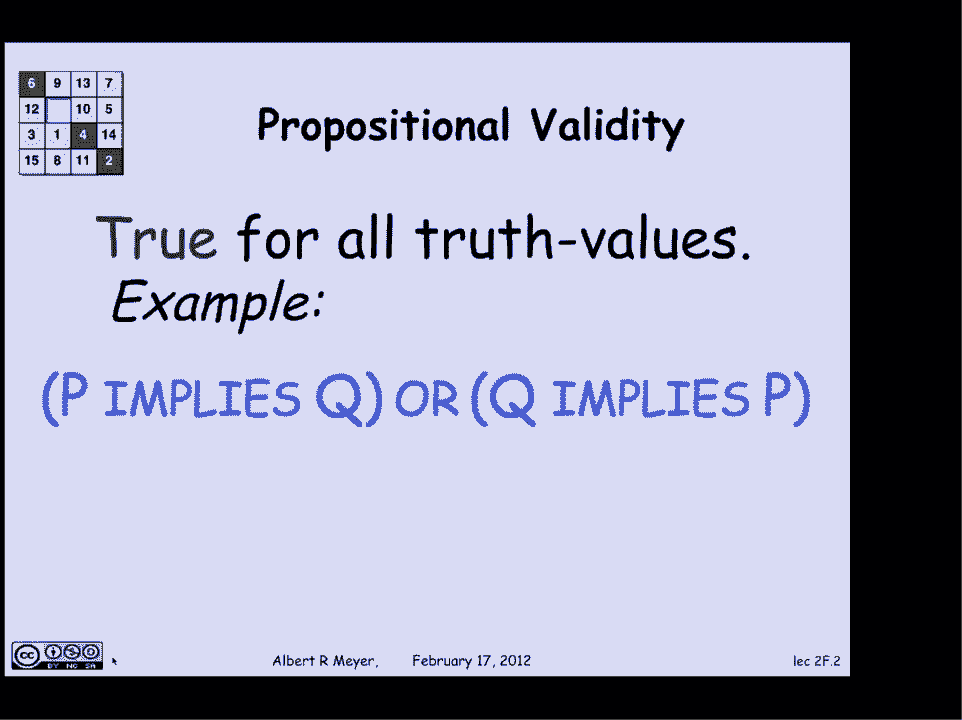 6 9 13 7
12 10 5
3 1 4 14
15 8 11 2
Propositional Validity
True for all truth-values.
Example:
(P IMPLIES Q) OR (Q IMPLIES P)
cc BY NC SA
Albert R Meyer, February 17, 2012
lec 2F.2